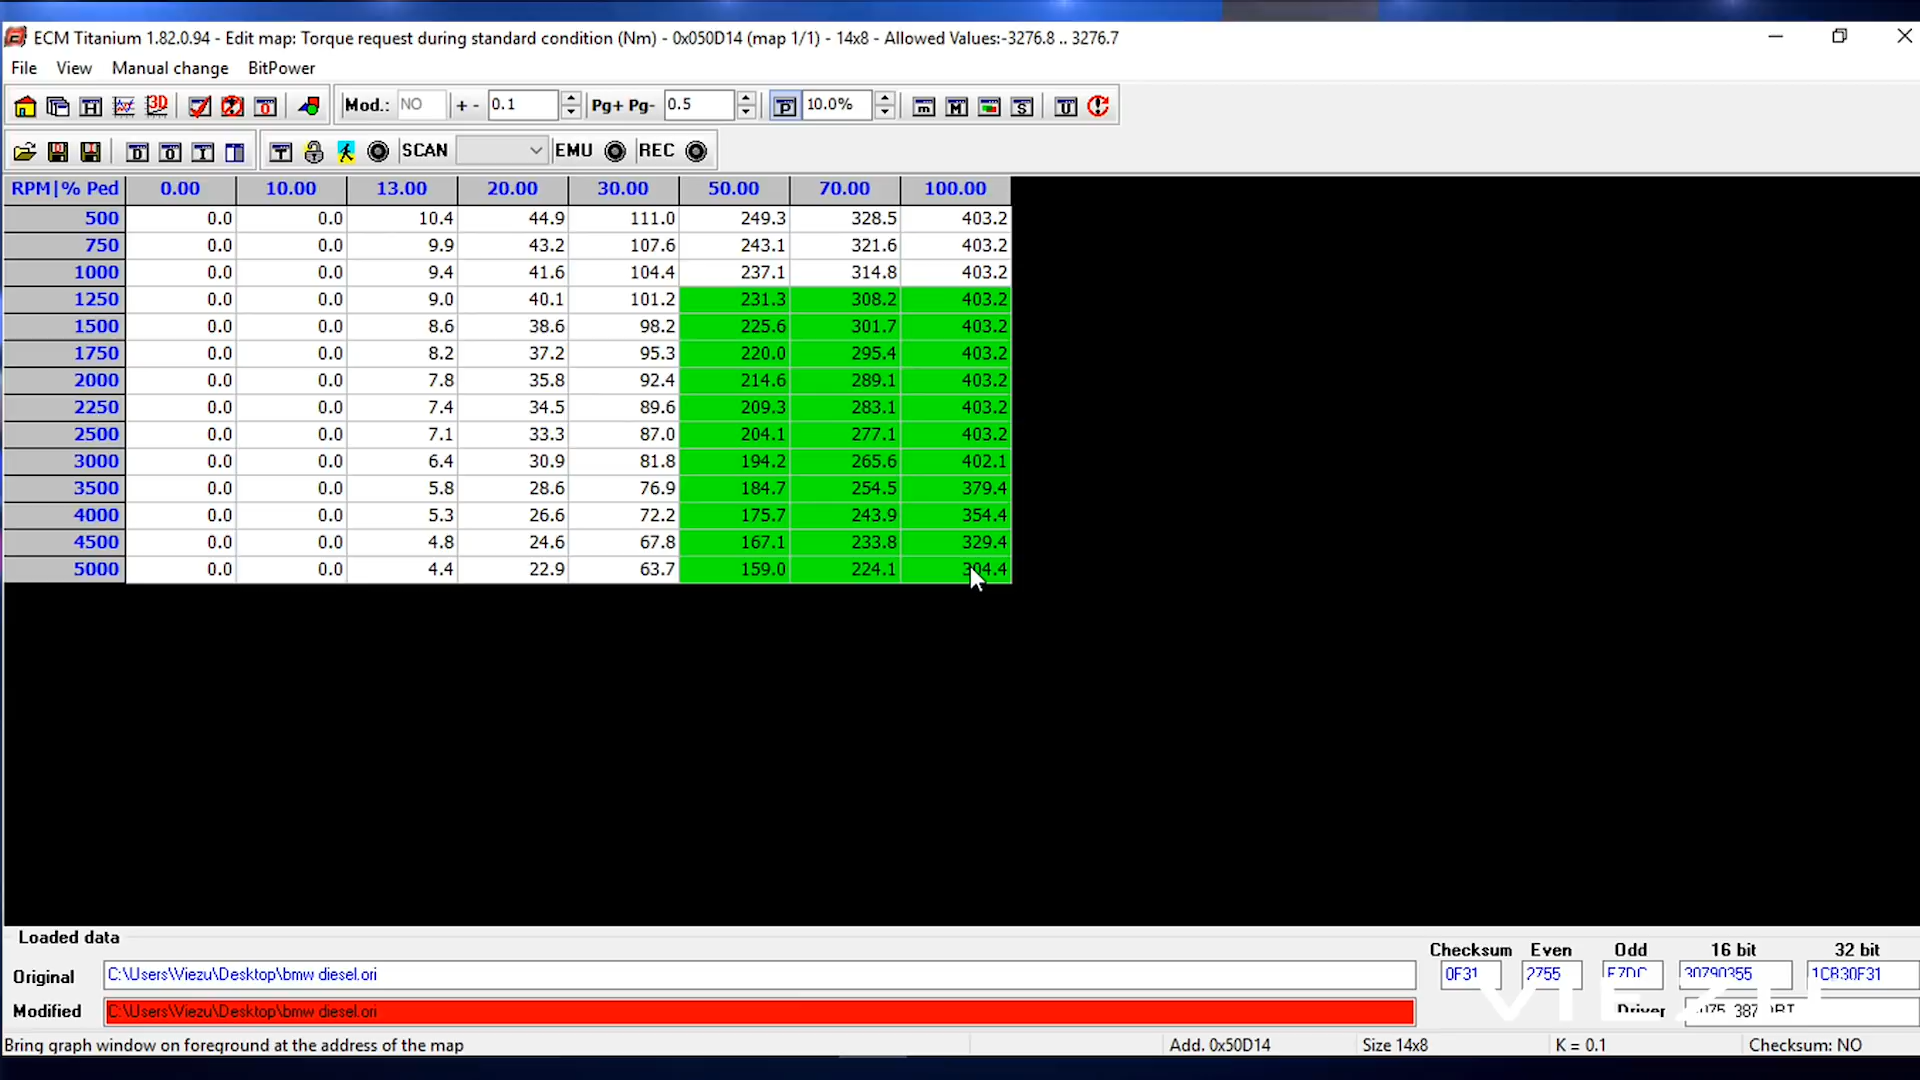 ECM Titanium 1.82.0.94 - Edit map: Torque request during standard condition (Nm) - 0x050D14 (map 1/1) - 14x8 - Allowed Values:-3276.8 .. 3276.7
File View Manual change BitPower
Mod.: NO + - 0.1 Pg+ Pg- 0.5 10.0%
SCAN EMU REC
RPM|% Ped 0.00 10.00 13.00 20.00 30.00 50.00 70.00 100.00
500 0.0 0.0 10.4 44.9 111.0 249.3 328.5 403.2
750 0.0 0.0 9.9 43.2 107.6 243.1 321.6 403.2
1000 0.0 0.0 9.4 41.6 104.4 237.1 314.8 403.2
1250 0.0 0.0 9.0 40.1 101.2 231.3 308.2 403.2
1500 0.0 0.0 8.6 38.6 98.2 225.6 301.7 403.2
1750 0.0 0.0 8.2 37.2 95.3 220.0 295.4 403.2
2000 0.0 0.0 7.8 35.8 92.4 214.6 289.1 403.2
2250 0.0 0.0 7.4 34.5 89.6 209.3 283.1 403.2
2500 0.0 0.0 7.1 33.3 87.0 204.1 277.1 403.2
3000 0.0 0.0 6.4 30.9 81.8 194.2 265.6 402.1
3500 0.0 0.0 5.8 28.6 76.9 184.7 254.5 379.4
4000 0.0 0.0 5.3 26.6 72.2 175.7 243.9 354.4
4500 0.0 0.0 4.8 24.6 67.8 167.1 233.8 329.4
5000 0.0 0.0 4.4 22.9 63.7 159.0 224.1 304.4
Loaded data
Checksum Even Odd 16 bit 32 bit
Original C:\Users\Viezu\Desktop\bmw diesel.ori 0F31 2755 E7DC 30790355 1CB30F31
Modified C:\Users\Viezu\Desktop\bmw diesel.ori Driver
VIEZU
Bring graph window on foreground at the address of the map Add. 0x50D14 Size 14x8 K = 0.1 Checksum: NO